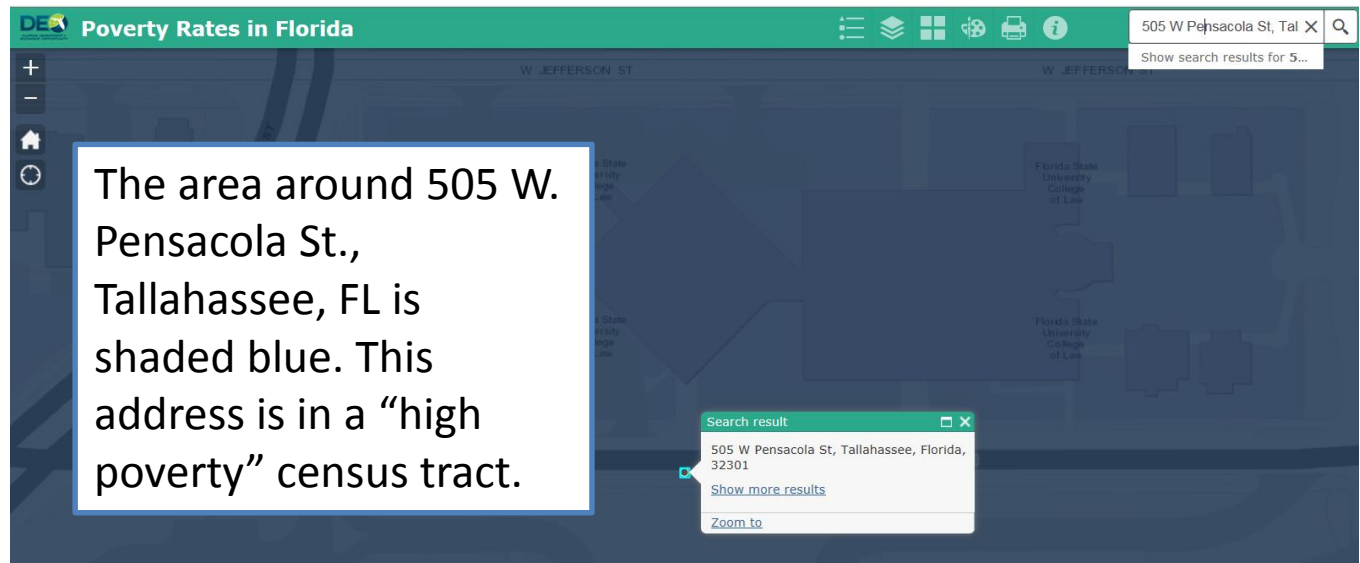 DEO
Poverty Rates in Florida
505 W Pensacola St, Tal
Show search results for 5...
W JEFFERSON ST
W JEFFERSON ST
The area around 505 W.
Pensacola St.,
Tallahassee, FL is
shaded blue. This
address is in a “high
poverty” census tract.
Florida State
University
College
of Law
Florida State
University
College
of Law
Search result
505 W Pensacola St, Tallahassee, Florida,
32301
Show more results
Zoom to